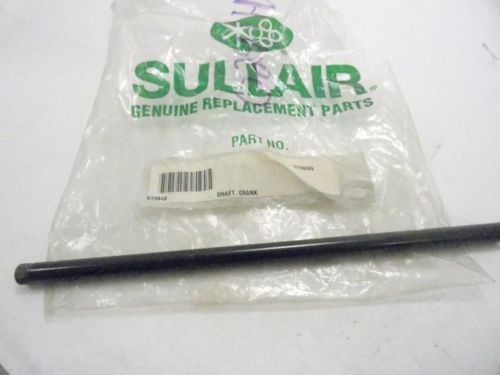 SULLAIR®
GENUINE REPLACEMENT PARTS
PART NO.
SHAFT, CRANK